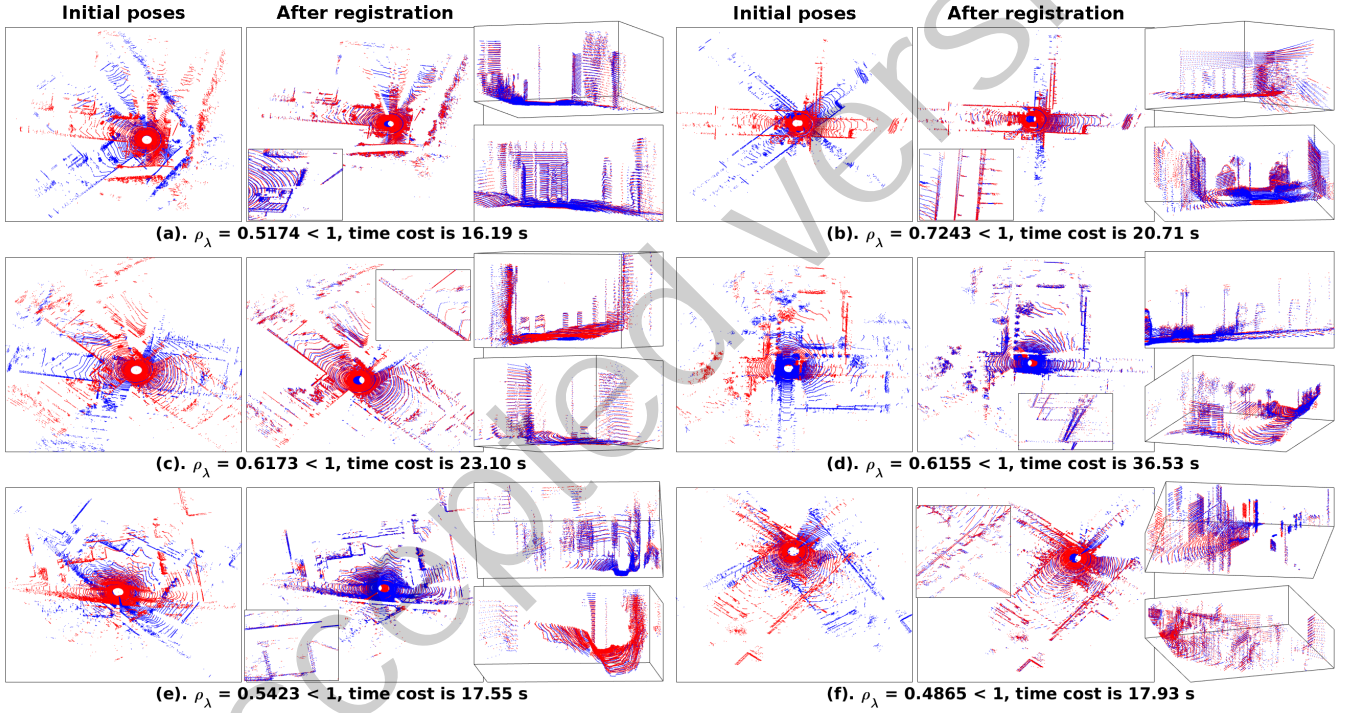 Initial poses After registration Initial poses After registration
(a). ρλ = 0.5174 < 1, time cost is 16.19 s
(b). ρλ = 0.7243 < 1, time cost is 20.71 s
(c). ρλ = 0.6173 < 1, time cost is 23.10 s
(d). ρλ = 0.6155 < 1, time cost is 36.53 s
(e). ρλ = 0.5423 < 1, time cost is 17.55 s
(f). ρλ = 0.4865 < 1, time cost is 17.93 s
ccepted versi